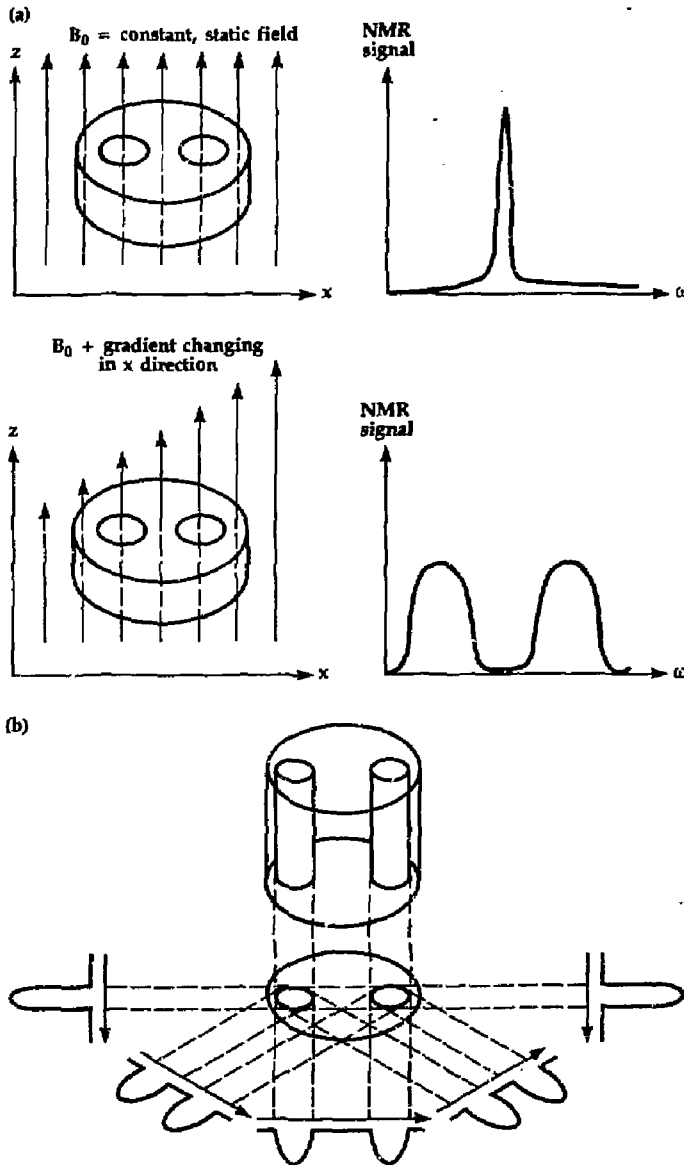 (a)
B₀ = constant, static field
z
x
NMR
signal
ω
B₀ + gradient changing
in x direction
z
x
NMR
signal
ω
(b)